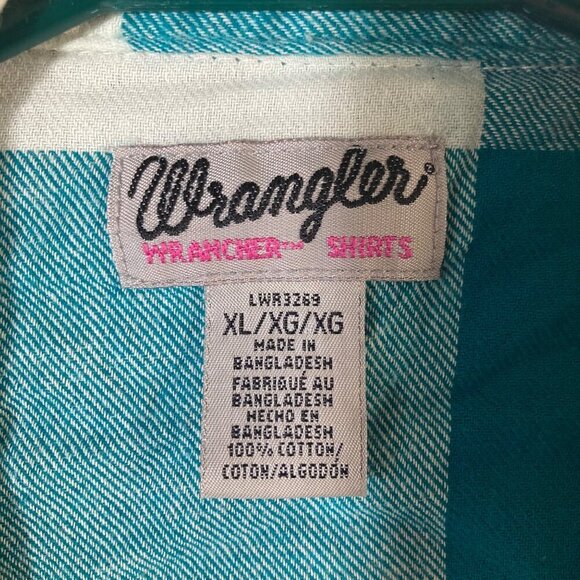 Wrangler®
WRANCHER™ SHIRTS
LWR3269
XL/XG/XG
MADE IN
BANGLADESH
FABRIQUÉ AU
BANGLADESH
HECHO EN
BANGLADESH
100% COTTON/
COTON/ALGODÓN